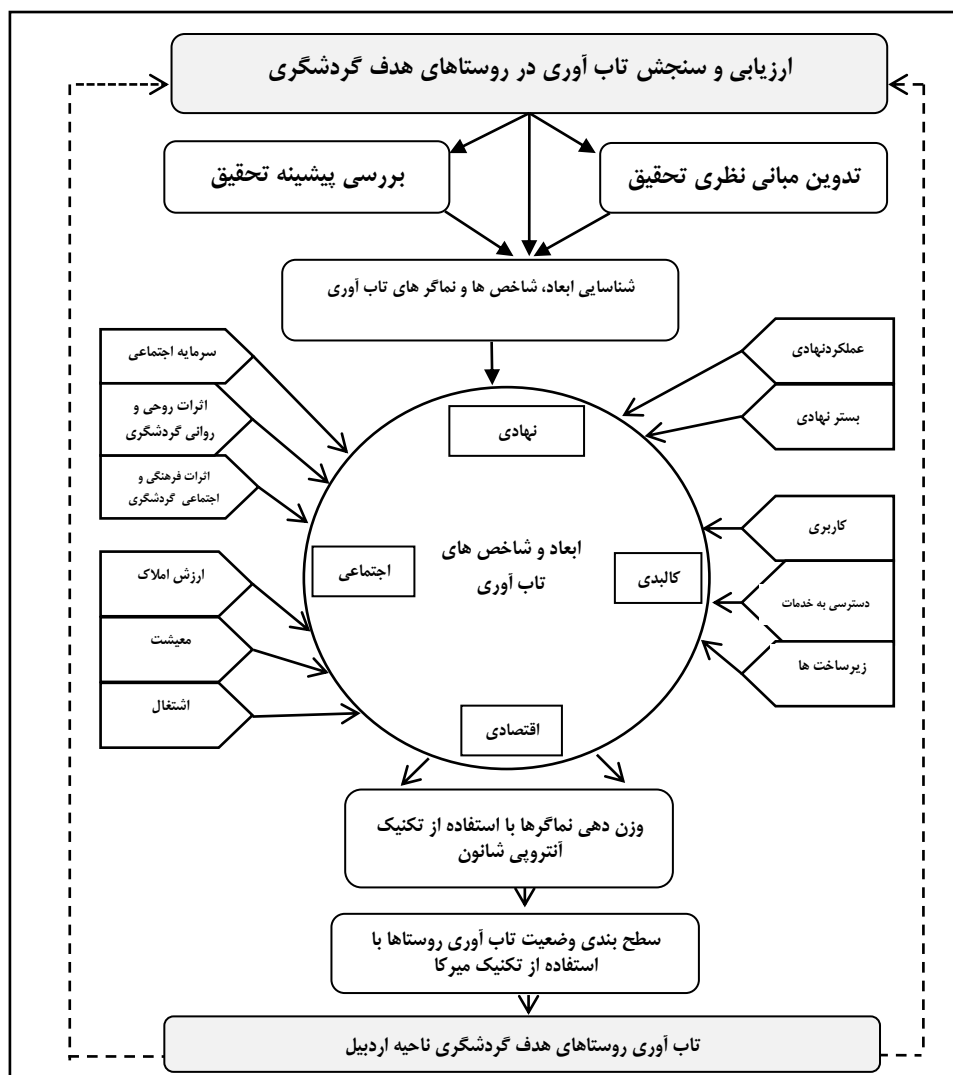 ارزیابی و سنجش تاب آوری در روستاهای هدف گردشگری
تدوین مبانی نظری تحقیق
بررسی پیشینه تحقیق
شناسایی ابعاد، شاخص ها و نماگر های تاب آوری
عملکردنهادی
بستر نهادی
کاربری
دسترسی به خدمات
زیرساخت ها
سرمایه اجتماعی
اثرات روحی و
روانی گردشگری
اثرات فرهنگی و
اجتماعی گردشگری
ارزش املاک
معیشت
اشتغال
نهادی
کالبدی
ابعاد و شاخص های
تاب آوری
اجتماعی
اقتصادی
وزن دهی نماگرها با استفاده از تکنیک
آنتروپی شانون
سطح بندی وضعیت تاب آوری روستاها با
استفاده از تکنیک میرکا
تاب آوری روستاهای هدف گردشگری ناحیه اردبیل